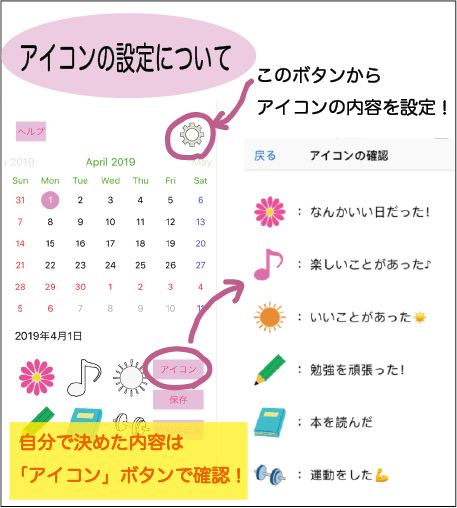 アイコンの設定について
このボタンから
アイコンの内容を設定！
ヘルプ
2019 April 2019 May
Sun Mon Tue Wed Thu Fri Sat
31 1 2 3 4 5 6
7 8 9 10 11 12 13
14 15 16 17 18 19 20
21 22 23 24 25 26 27
28 29 30 1 2 3 4
5 6 7 8 9 10 11
2019年4月1日
アイコン
保存
自分で決めた内容は
「アイコン」ボタンで確認！
戻る アイコンの確認
：なんかいい日だった!
：楽しいことがあった♪
：いいことがあった☀️
：勉強を頑張った!
：本を読んだ
：運動をした💪